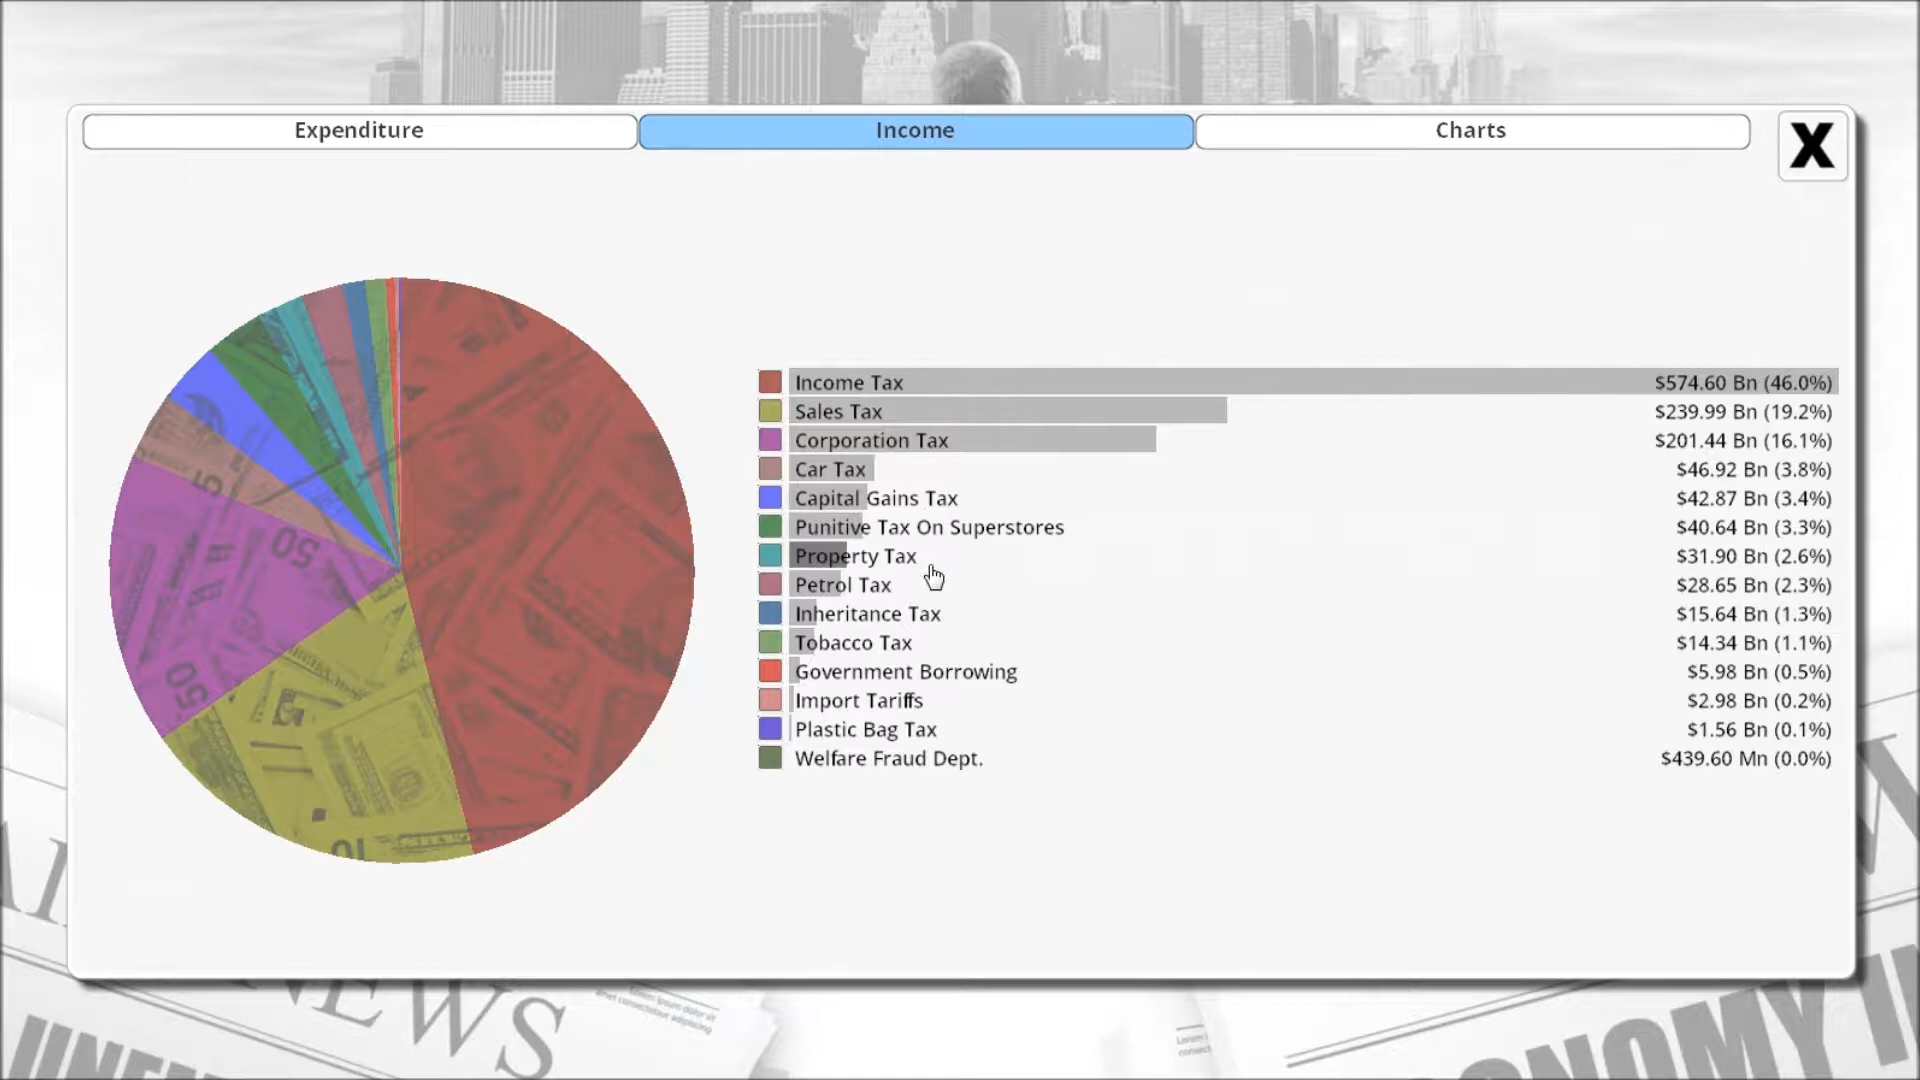 Expenditure
Income
Charts
X
Income Tax $574.60 Bn (46.0%)
Sales Tax $239.99 Bn (19.2%)
Corporation Tax $201.44 Bn (16.1%)
Car Tax $46.92 Bn (3.8%)
Capital Gains Tax $42.87 Bn (3.4%)
Punitive Tax On Superstores $40.64 Bn (3.3%)
Property Tax $31.90 Bn (2.6%)
Petrol Tax $28.65 Bn (2.3%)
Inheritance Tax $15.64 Bn (1.3%)
Tobacco Tax $14.34 Bn (1.1%)
Government Borrowing $5.98 Bn (0.5%)
Import Tariffs $2.98 Bn (0.2%)
Plastic Bag Tax $1.56 Bn (0.1%)
Welfare Fraud Dept. $439.60 Mn (0.0%)
50
50
10
NEWS